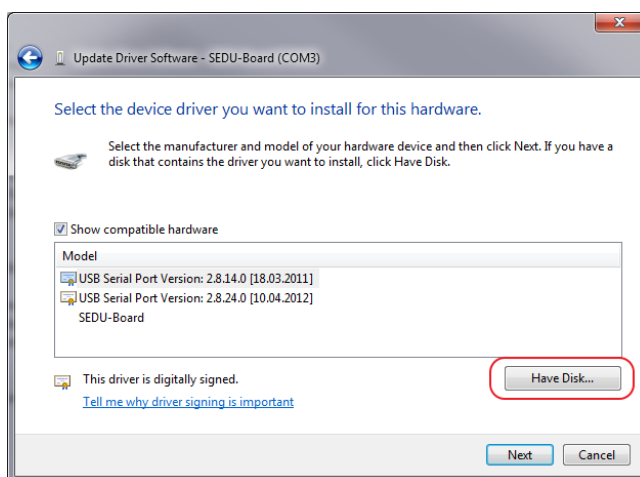 Update Driver Software - SEDU-Board (COM3)
Select the device driver you want to install for this hardware.
Select the manufacturer and model of your hardware device and then click Next. If you have a
disk that contains the driver you want to install, click Have Disk.
Show compatible hardware
Model
USB Serial Port Version: 2.8.14.0 [18.03.2011]
USB Serial Port Version: 2.8.24.0 [10.04.2012]
SEDU-Board
This driver is digitally signed.
Have Disk...
Tell me why driver signing is important
Next
Cancel